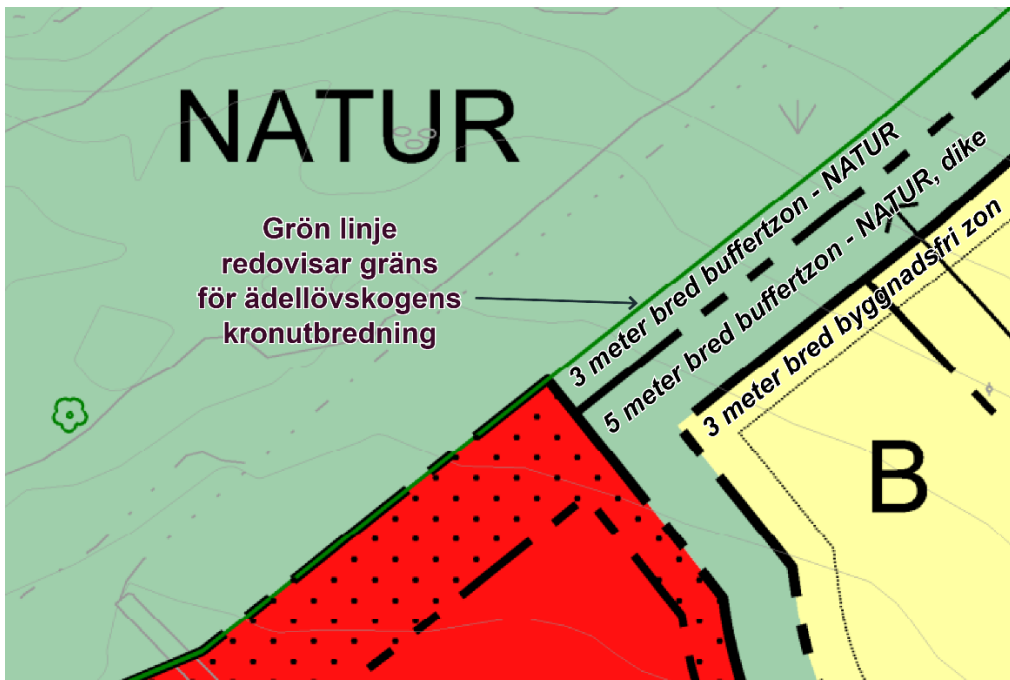 NATUR
Grön linje
redovisar gräns
för ädellövskogens
kronutbredning
3 meter bred buffertzon - NATUR
5 meter bred buffertzon - NATUR, dike
3 meter bred byggnadsfri zon
B